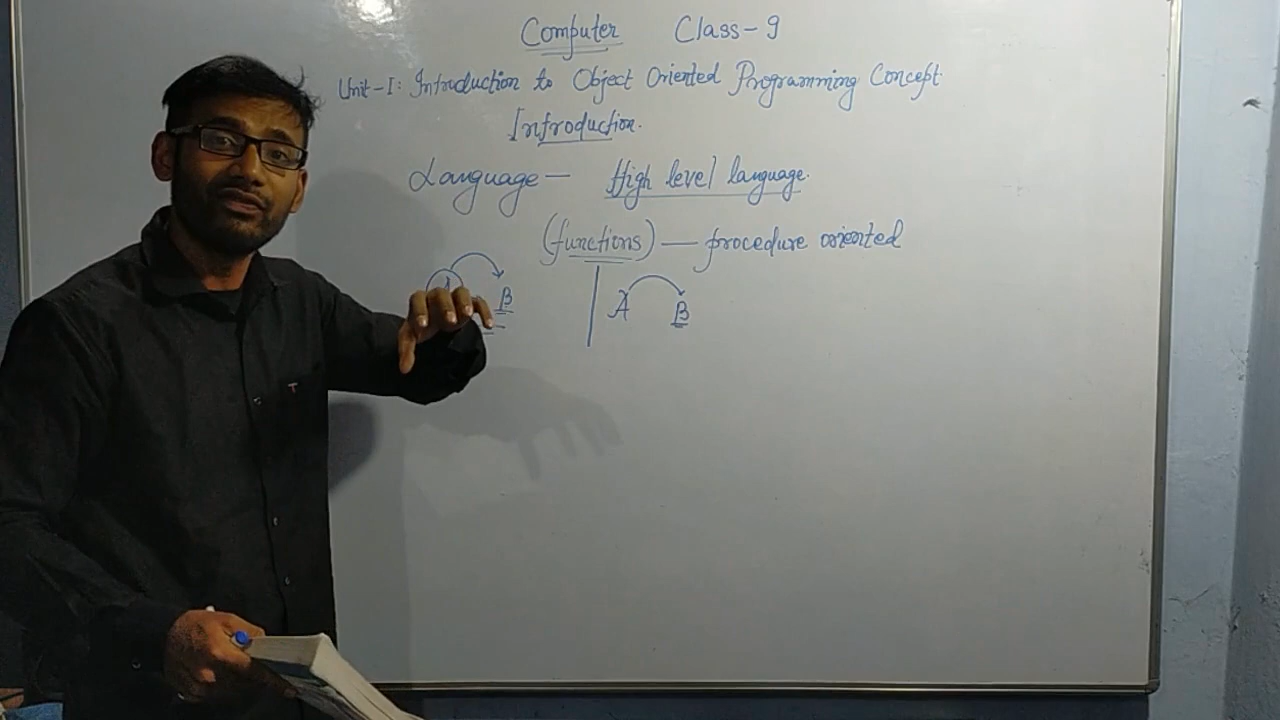 Computer Class-9
Unit-I: Introduction to Object Oriented Programming Concept
Introduction.
Language - High level language.
(functions) - procedure oriented
A B A B